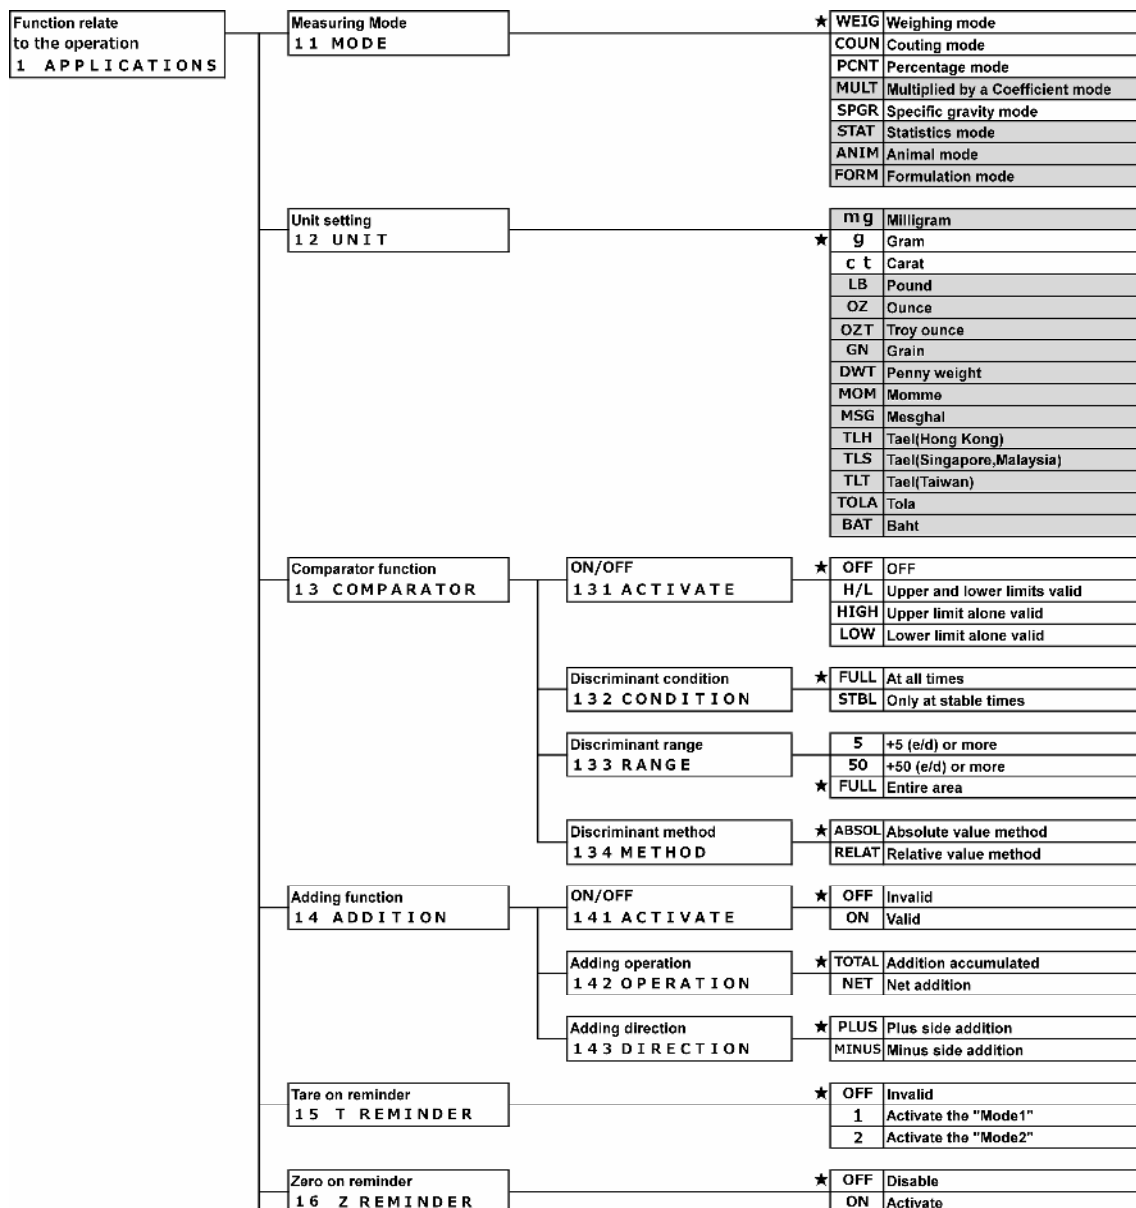 Function relate
to the operation
1 APPLICATIONS
Measuring Mode
11 MODE
★ WEIG Weighing mode
COUN Couting mode
PCNT Percentage mode
MULT Multiplied by a Coefficient mode
SPGR Specific gravity mode
STAT Statistics mode
ANIM Animal mode
FORM Formulation mode
Unit setting
12 UNIT
mg Milligram
★ g Gram
ct Carat
LB Pound
OZ Ounce
OZT Troy ounce
GN Grain
DWT Penny weight
MOM Momme
MSG Mesghal
TLH Tael(Hong Kong)
TLS Tael(Singapore,Malaysia)
TLT Tael(Taiwan)
TOLA Tola
BAT Baht
Comparator function
13 COMPARATOR
ON/OFF
131 ACTIVATE
★ OFF OFF
H/L Upper and lower limits valid
HIGH Upper limit alone valid
LOW Lower limit alone valid
Discriminant condition
132 CONDITION
★ FULL At all times
STBL Only at stable times
Discriminant range
133 RANGE
5 +5 (e/d) or more
50 +50 (e/d) or more
★ FULL Entire area
Discriminant method
134 METHOD
★ ABSOL Absolute value method
RELAT Relative value method
Adding function
14 ADDITION
ON/OFF
141 ACTIVATE
★ OFF Invalid
ON Valid
Adding operation
142 OPERATION
★ TOTAL Addition accumulated
NET Net addition
Adding direction
143 DIRECTION
★ PLUS Plus side addition
MINUS Minus side addition
Tare on reminder
15 T REMINDER
★ OFF Invalid
1 Activate the "Mode1"
2 Activate the "Mode2"
Zero on reminder
16 Z REMINDER
★ OFF Disable
ON Activate